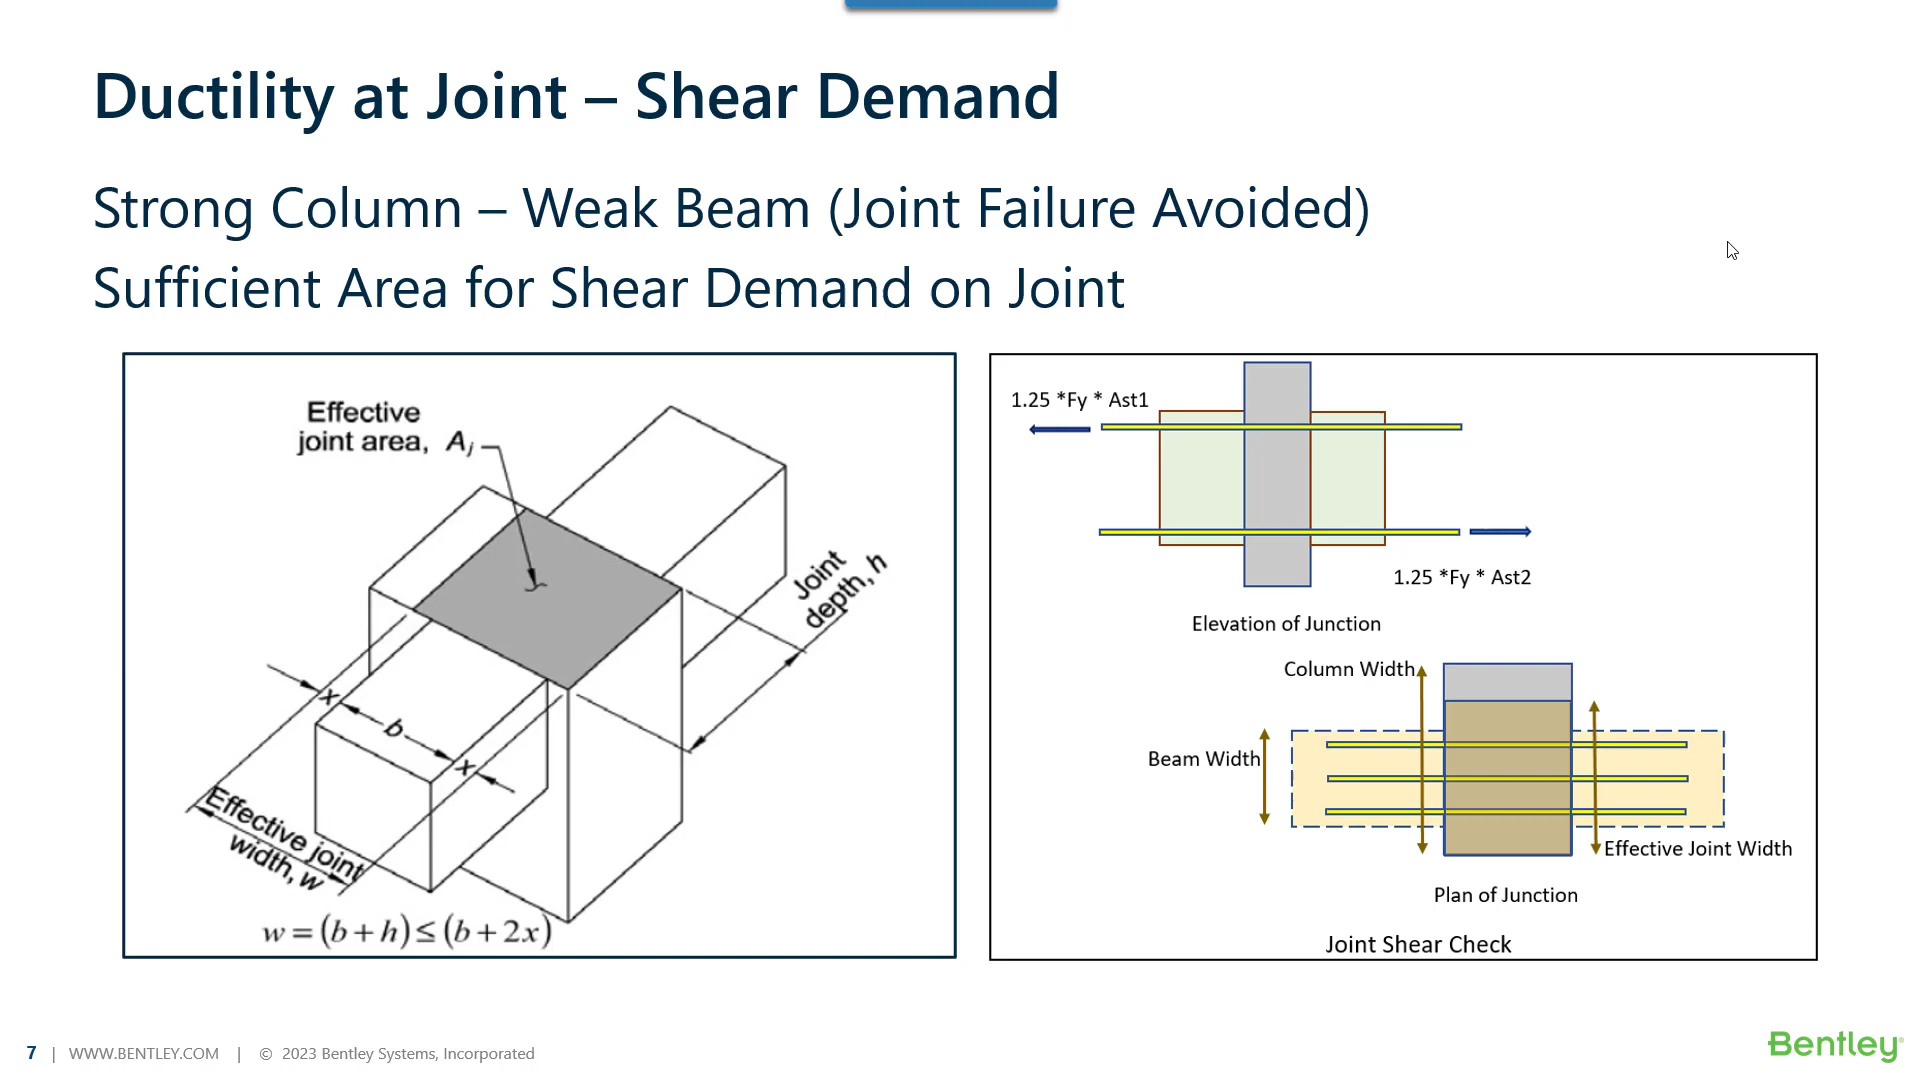 Ductility at Joint – Shear Demand
Strong Column – Weak Beam (Joint Failure Avoided)
Sufficient Area for Shear Demand on Joint
Effective
joint area, Aj
Joint
depth, h
x
b
x
Effective joint
width, w
w = (b + h) ≤ (b + 2x)
1.25 *Fy * Ast1
1.25 *Fy * Ast2
Elevation of Junction
Column Width
Beam Width
Effective Joint Width
Plan of Junction
Joint Shear Check
7 | WWW.BENTLEY.COM | © 2023 Bentley Systems, Incorporated
Bentley®